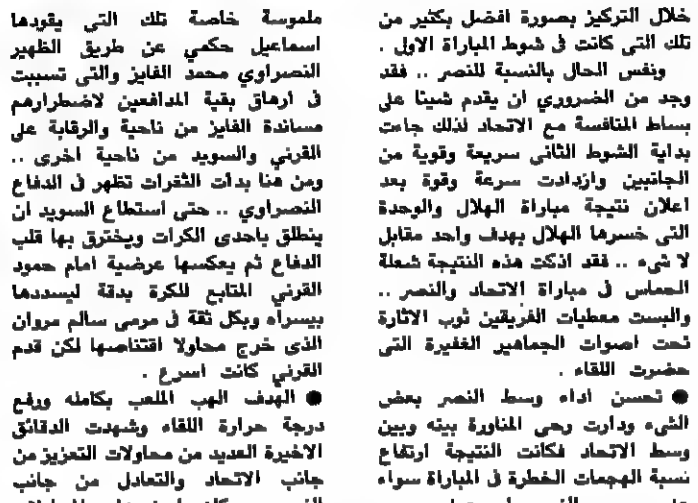 خلال التركيز بصورة افضل بكثير من
تلك التى كانت فى شوط المباراة الاولى .
ونفس الحال بالنسبة للنصر .. فقد
وجد من الضروري ان يقدم شيئا على
بساط المنافسة مع الاتحاد لذلك جاءت
بداية الشوط الثانى سريعة وقوية من
الجانبين وازدادت سرعة وقوة بعد
اعلان نتيجة مباراة الهلال والوحدة
التى خسرها الهلال بهدف واحد مقابل
لا شىء .. فقد اذكت هذه النتيجة شعلة
الحماس فى مباراة الاتحاد والنصر ..
والبست معطيات الفريقين ثوب الاثارة
تحت اصوات الجماهير الغفيرة التى
حضرت اللقاء .
● تحسن اداء وسط النصر بعض
الشىء ودارت رحى المناورة بينه وبين
وسط الاتحاد فكانت النتيجة ارتفاع
نسبة الهجمات الخطرة فى المباراة سواء
ملموسة خاصة تلك التى يقودها
اسماعيل حكمي عن طريق الظهير
النصراوي محمد الفايز والتى تسببت
فى ارهاق بقية المدافعين لاضطرارهم
مساندة الفايز من ناحية والرقابة على
القرني والسويد من ناحية اخرى ..
ومن هنا بدأت الثغرات تظهر فى الدفاع
النصراوي .. حتى استطاع السويد ان
ينطلق باحدى الكرات ويخترق بها قلب
الدفاع ثم يعكسها عرضية امام حمود
القرني المتابع للكرة بدقة ليسددها
بيسراه وبكل ثقة فى مرمى سالم مروان
الذى خرج محاولا اقتناصها لكن قدم
القرني كانت اسرع .
● الهدف الهب الملعب بكامله ورفع
درجة حرارة اللقاء وشهدت الدقائق
الاخيرة العديد من محاولات التعزيز من
جانب الاتحاد والتعادل من جانب